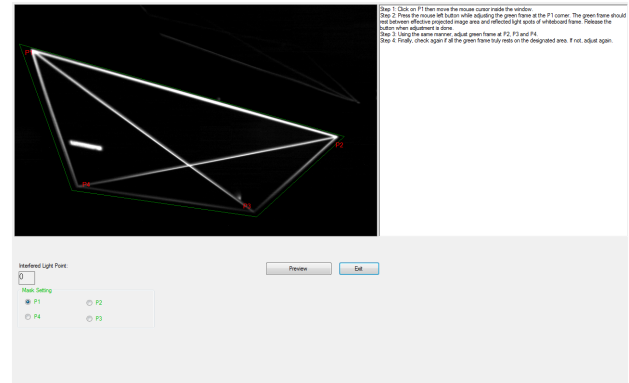 Step 1: Click on P1 then move the mouse cursor inside the window.
Step 2: Press the mouse left button while adjusting the green frame at the P1 corner. The green frame should
rest between effective projected image area and reflected light spots of whiteboard frame. Release the
button when adjustment is done.
Step 3: Using the same manner, adjust green frame at P2, P3 and P4.
Step 4: Finally, check again if all the green frame truly rests on the designated area. If not, adjust again.
P1
P2
P4
P3
Interfered Light Point:
0
Preview
Exit
Mask Setting
P1
P2
P4
P3